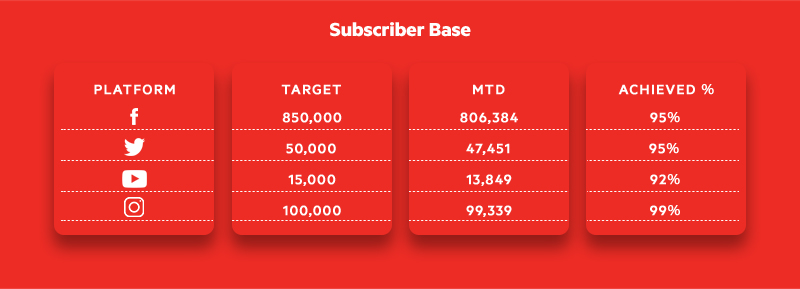 Subscriber Base
PLATFORM TARGET MTD ACHIEVED %
850,000 806,384 95%
50,000 47,451 95%
15,000 13,849 92%
100,000 99,339 99%